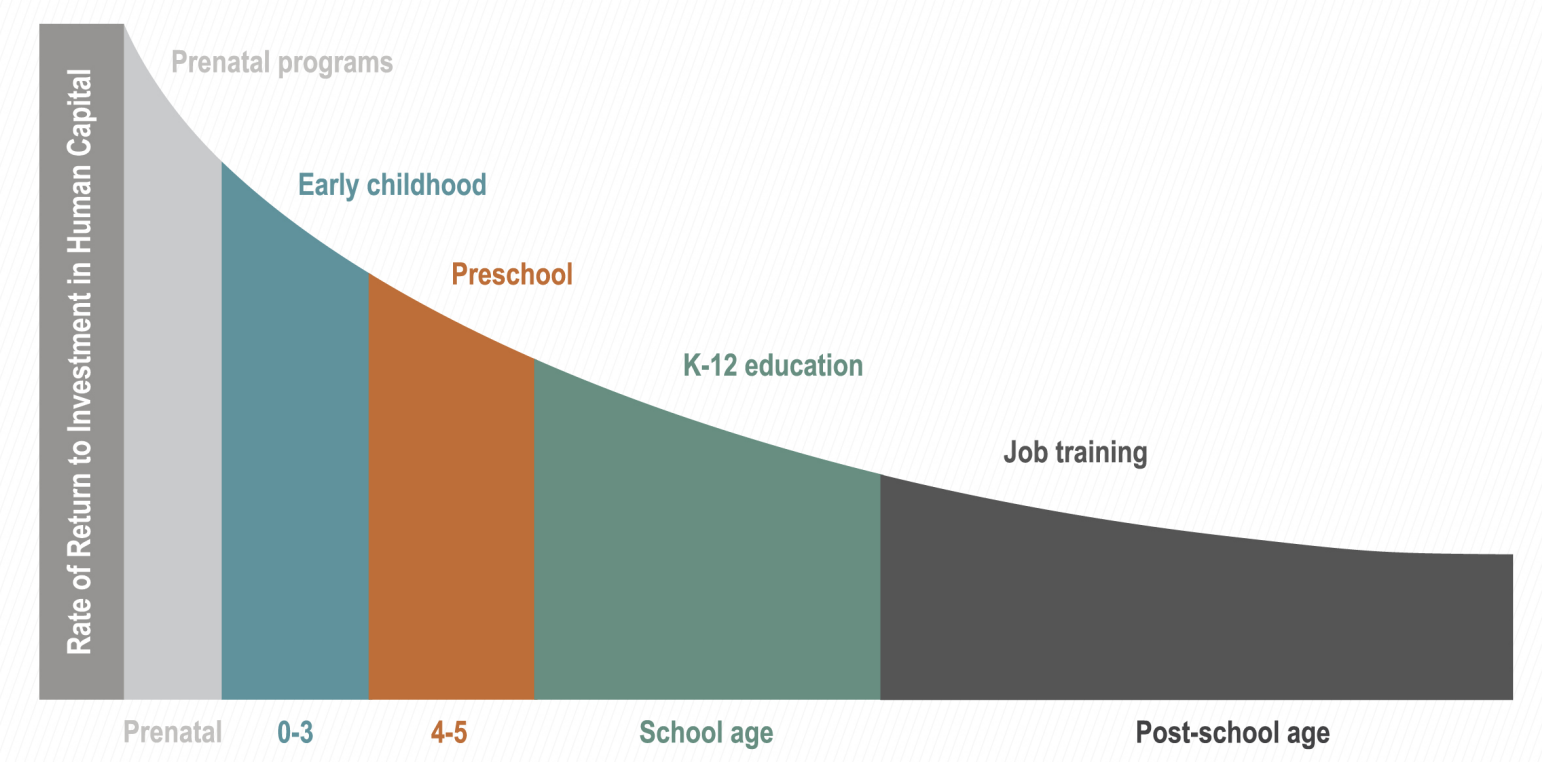 Rate of Return to Investment in Human Capital
Prenatal programs
Early childhood
Preschool
K-12 education
Job training
Prenatal
0-3
4-5
School age
Post-school age